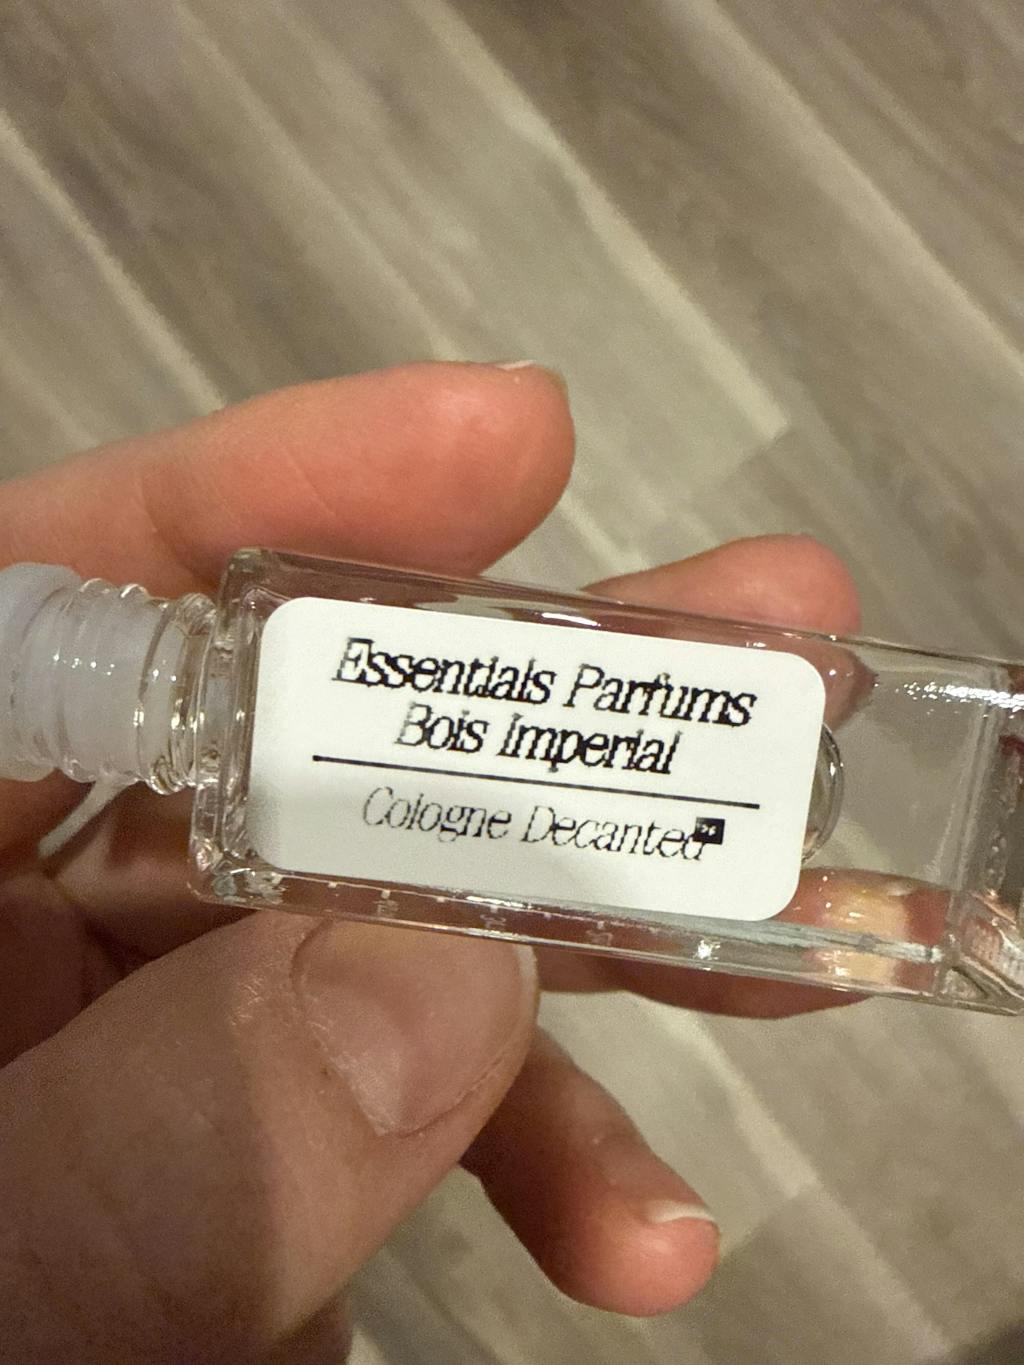 Essentials Parfums
Bois Imperial
Cologne Decanted